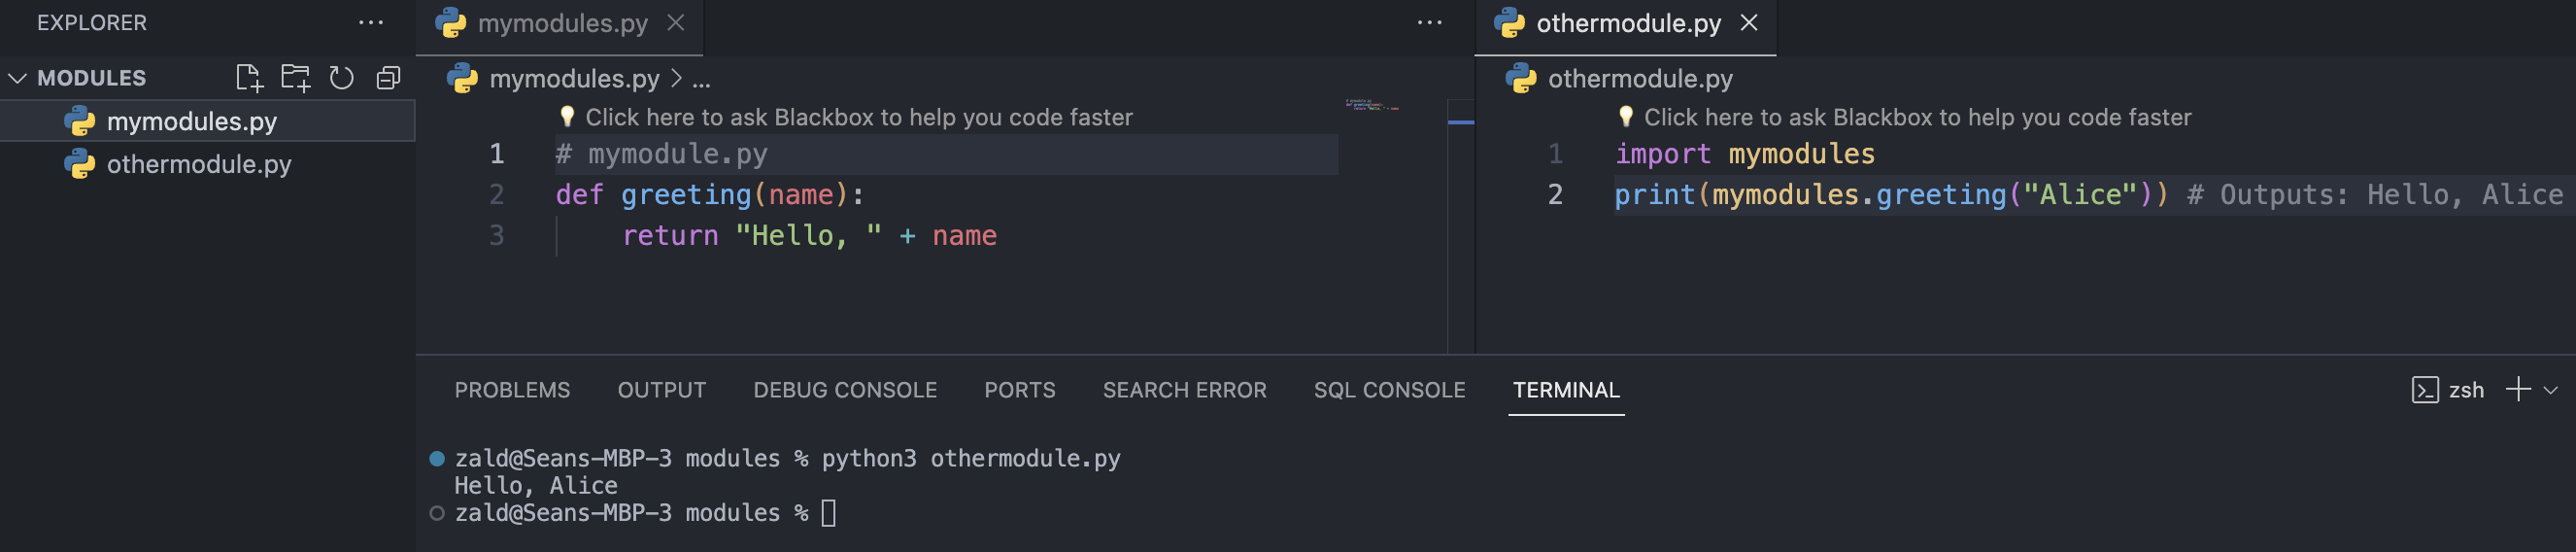 EXPLORER
MODULES
mymodules.py
othermodule.py
mymodules.py
mymodules.py > ...
Click here to ask Blackbox to help you code faster
1 # mymodule.py
2 def greeting(name):
3 return "Hello, " + name
othermodule.py
othermodule.py
Click here to ask Blackbox to help you code faster
1 import mymodules
2 print(mymodules.greeting("Alice")) # Outputs: Hello, Alice
PROBLEMS OUTPUT DEBUG CONSOLE PORTS SEARCH ERROR SQL CONSOLE TERMINAL zsh
zald@Seans-MBP-3 modules % python3 othermodule.py
Hello, Alice
zald@Seans-MBP-3 modules %